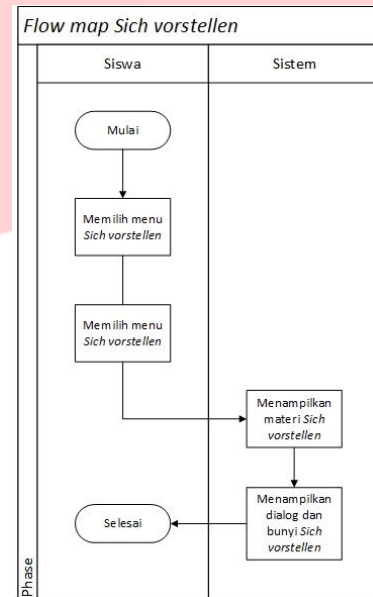 Flow map Sich vorstellen
Siswa
Sistem
Mulai
Memilih menu
Sich vorstellen
Memilih menu
Sich vorstellen
Menampilkan
materi Sich
vorstellen
Menampilkan
dialog dan
bunyi Sich
vorstellen
Selesai
Phase